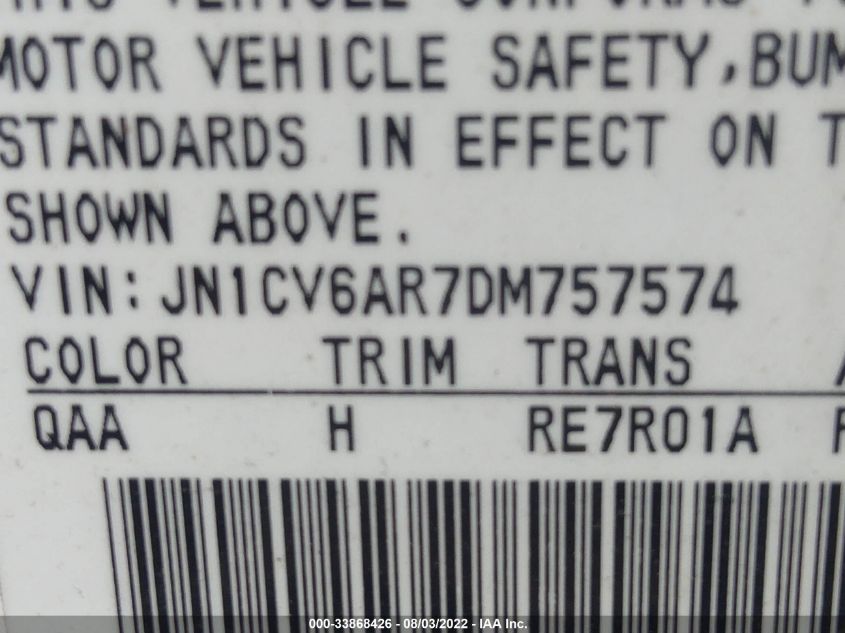 VEHICLE
MOTOR VEHICLE SAFETY, BUM
STANDARDS IN EFFECT ON T
SHOWN ABOVE.
VIN: JN1CV6AR7DM757574
COLOR TRIM TRANS
QAA H RE7R01A
000-33868426 - 08/03/2022 - IAA Inc.